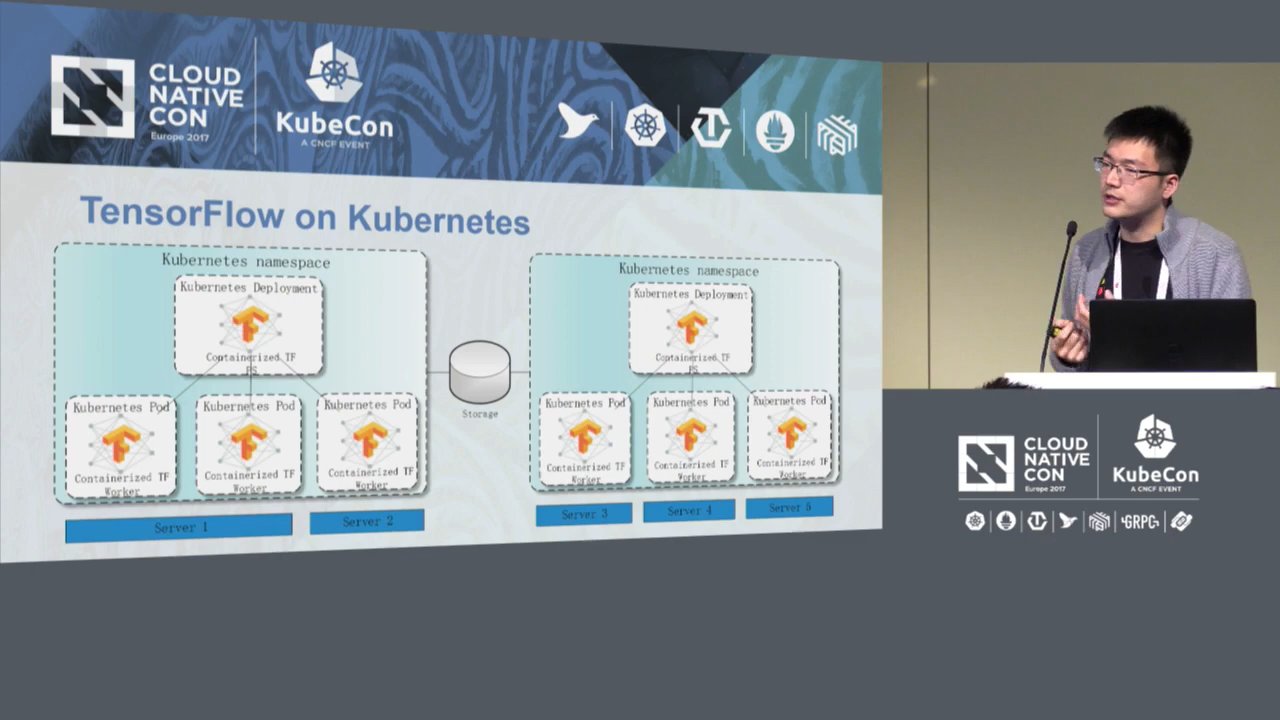 CLOUD
NATIVE
CON
Europe 2017
KubeCon
A CNCF EVENT
TensorFlow on Kubernetes
Kubernetes namespace
Kubernetes Deployment
Containerized TF
PS
Kubernetes Pod
Containerized TF
Worker
Kubernetes Pod
Containerized TF
Worker
Kubernetes Pod
Containerized TF
Worker
Server 1
Server 2
Storage
Kubernetes namespace
Kubernetes Deployment
Containerized TF
PS
Kubernetes Pod
Containerized TF
Worker
Kubernetes Pod
Containerized TF
Worker
Kubernetes Pod
Containerized TF
Worker
Server 3
Server 4
Server 5
CLOUD
NATIVE
CON
Europe 2017
KubeCon
A CNCF EVENT
GRPC